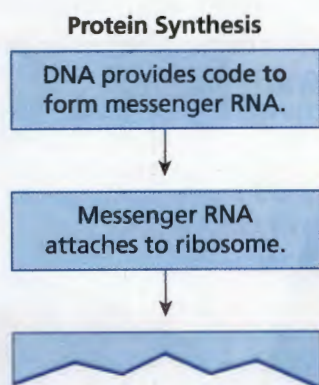 Protein Synthesis
DNA provides code to
form messenger RNA.
Messenger RNA
attaches to ribosome.